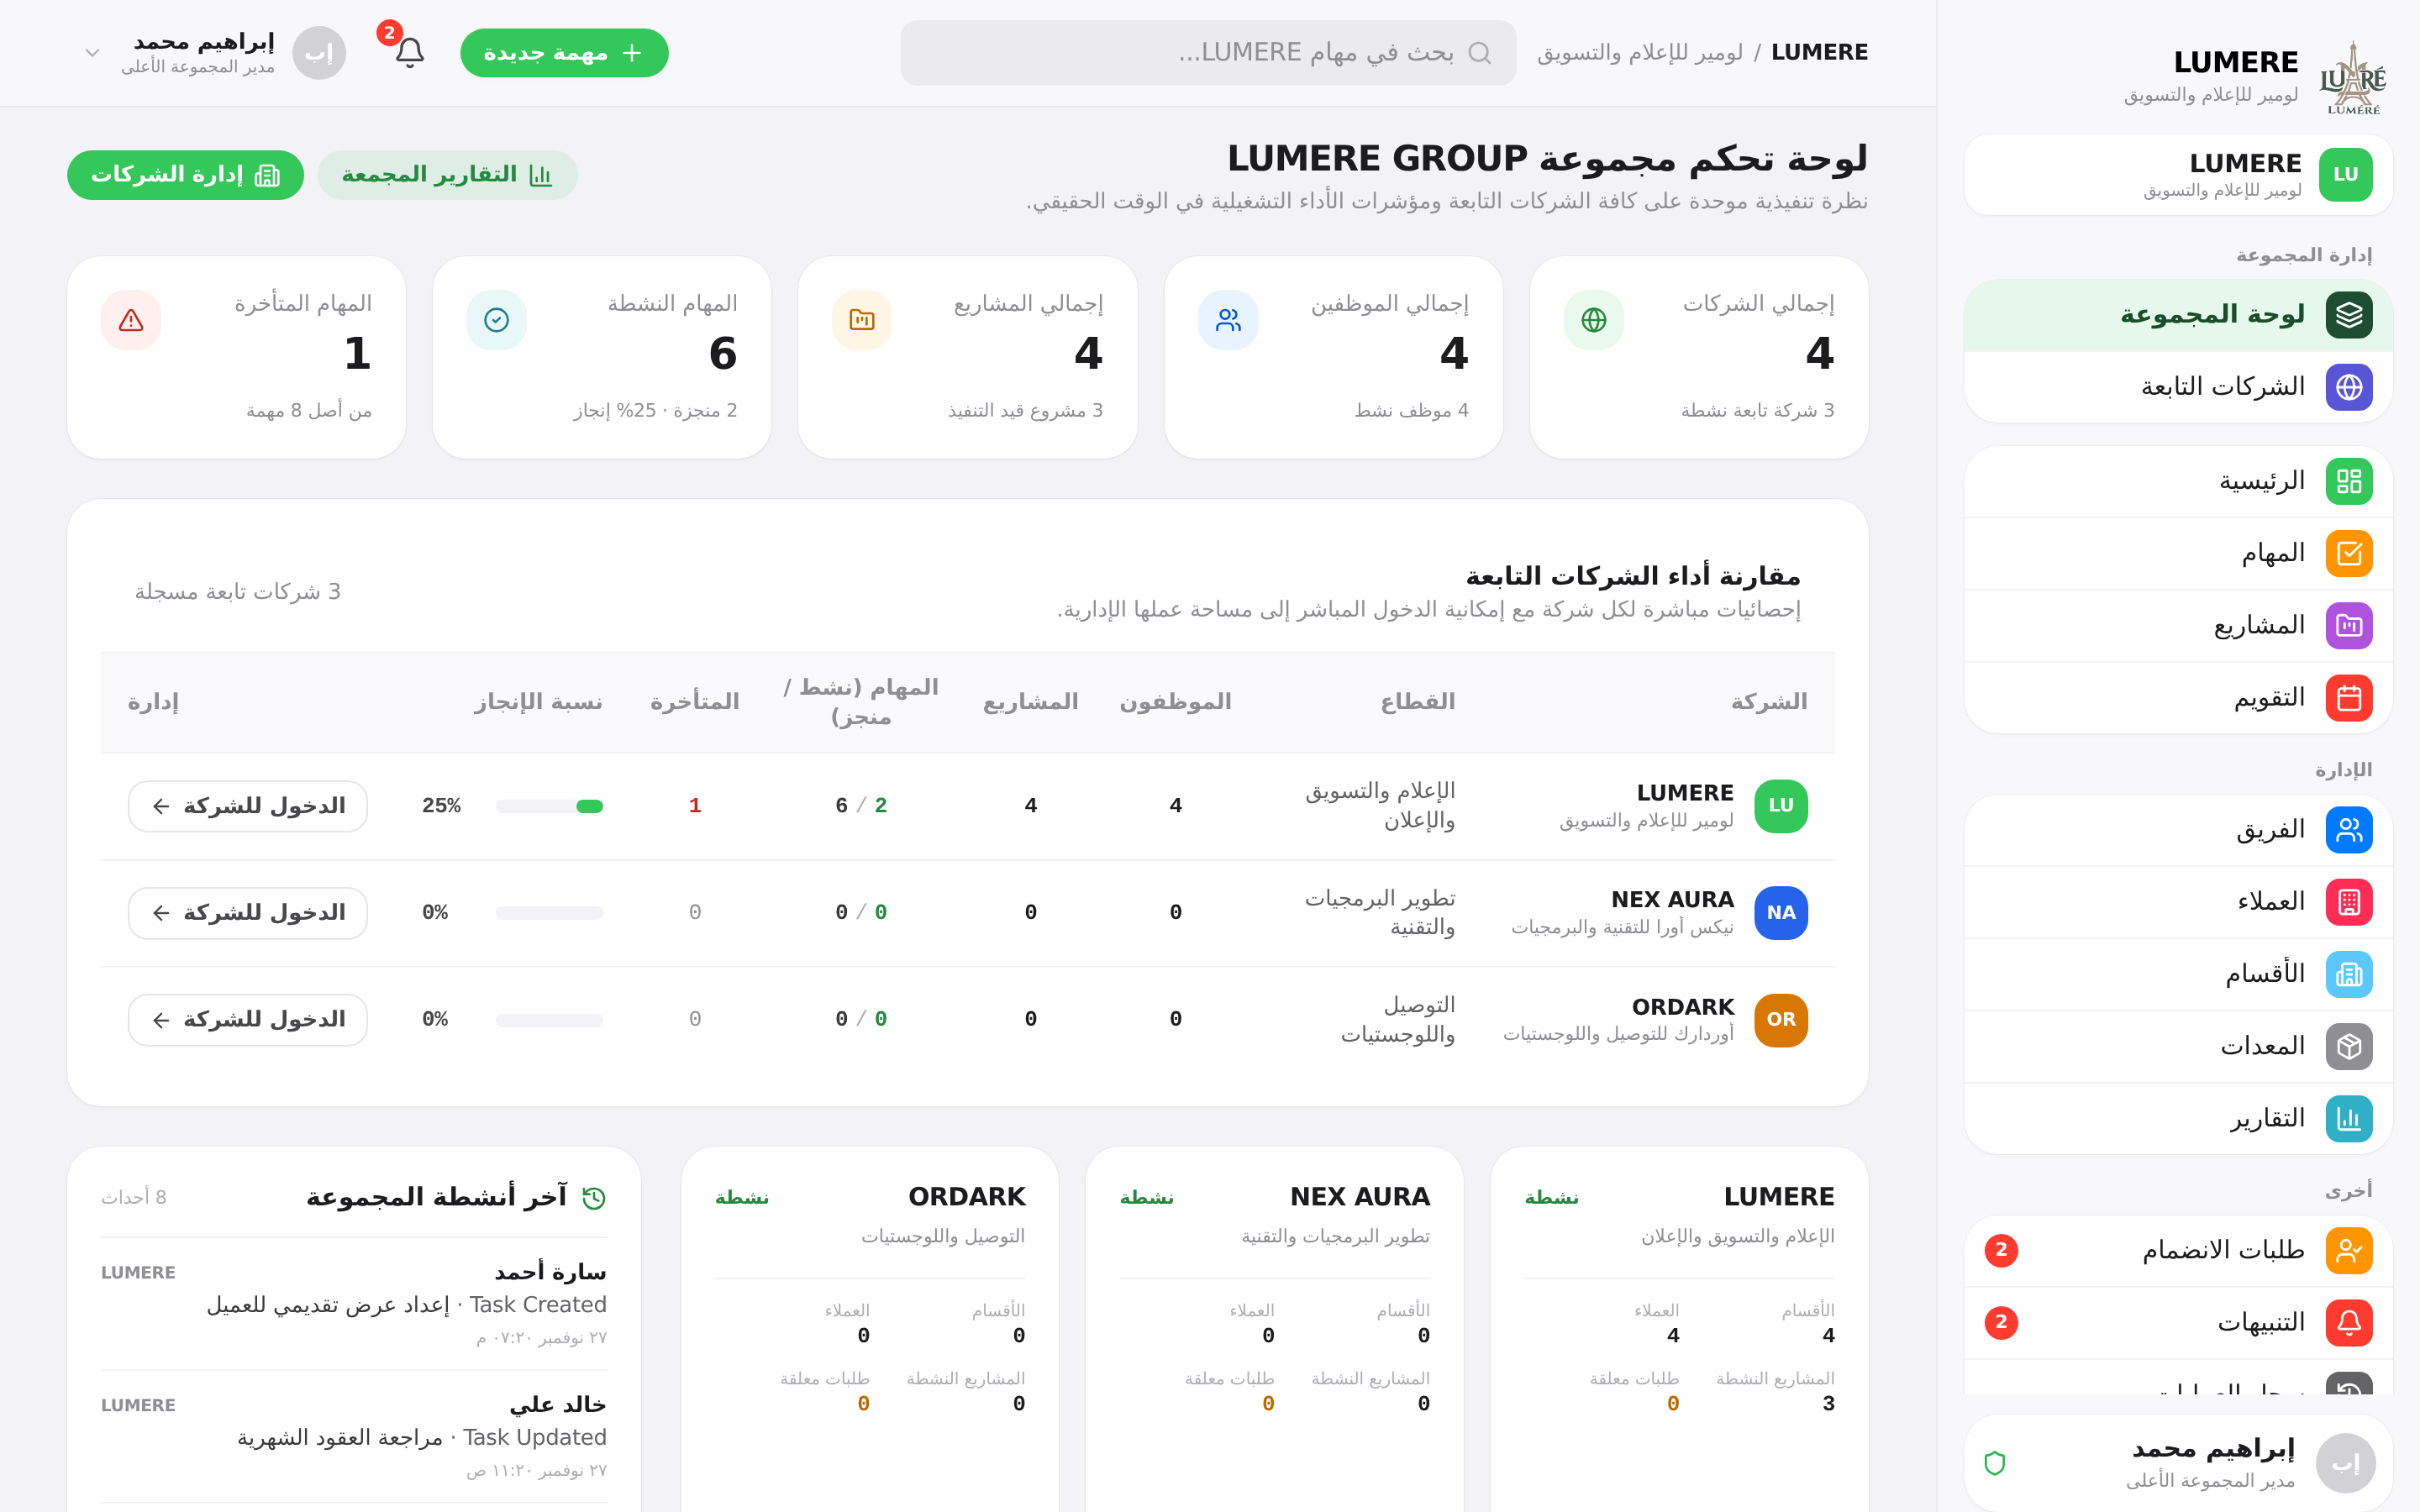 LUMERE
لومير للإعلام والتسويق
LUMÉRÉ
LU
LUMERE
لومير للإعلام والتسويق
إدارة المجموعة
لوحة المجموعة
الشركات التابعة
الرئيسية
المهام
المشاريع
التقويم
الإدارة
الفريق
العملاء
الأقسام
المعدات
التقارير
أخرى
طلبات الانضمام
2
التنبيهات
2
إبراهيم محمد
مدير المجموعة الأعلى
إب
LUMERE / لومير للإعلام والتسويق
بحث في مهام LUMERE...
مهمة جديدة
2
إب
إبراهيم محمد
مدير المجموعة الأعلى
لوحة تحكم مجموعة LUMERE GROUP
نظرة تنفيذية موحدة على كافة الشركات التابعة ومؤشرات الأداء التشغيلية في الوقت الحقيقي.
التقارير المجمعة
إدارة الشركات
إجمالي الشركات
4
3 شركة تابعة نشطة
إجمالي الموظفين
4
4 موظف نشط
إجمالي المشاريع
4
3 مشروع قيد التنفيذ
المهام النشطة
6
2 منجزة · 25% إنجاز
المهام المتأخرة
1
من أصل 8 مهمة
مقارنة أداء الشركات التابعة
إحصائيات مباشرة لكل شركة مع إمكانية الدخول المباشر إلى مساحة عملها الإدارية.
3 شركات تابعة مسجلة
الشركة القطاع الموظفون المشاريع المهام (نشط / منجز) المتأخرة نسبة الإنجاز إدارة
LU
LUMERE
لومير للإعلام والتسويق
الإعلام والتسويق
والإعلان
4
4
6 / 2
1
25%
الدخول للشركة
NA
NEX AURA
نيكس أورا للتقنية والبرمجيات
تطوير البرمجيات
والتقنية
0
0
0 / 0
0
0%
الدخول للشركة
OR
ORDARK
أوردارك للتوصيل واللوجستيات
التوصيل
واللوجستيات
0
0
0 / 0
0
0%
الدخول للشركة
LUMERE
نشطة
الإعلام والتسويق والإعلان
الأقسام
4
العملاء
4
المشاريع النشطة
3
طلبات معلقة
0
NEX AURA
نشطة
تطوير البرمجيات والتقنية
الأقسام
0
العملاء
0
المشاريع النشطة
0
طلبات معلقة
0
ORDARK
نشطة
التوصيل واللوجستيات
الأقسام
0
العملاء
0
المشاريع النشطة
0
طلبات معلقة
0
آخر أنشطة المجموعة
8 أحداث
سارة أحمد
LUMERE
Task Created · إعداد عرض تقديمي للعميل
٢٧ نوفمبر ٠٧:٢٠ م
خالد علي
LUMERE
Task Updated · مراجعة العقود الشهرية
٢٧ نوفمبر ١١:٢٠ ص